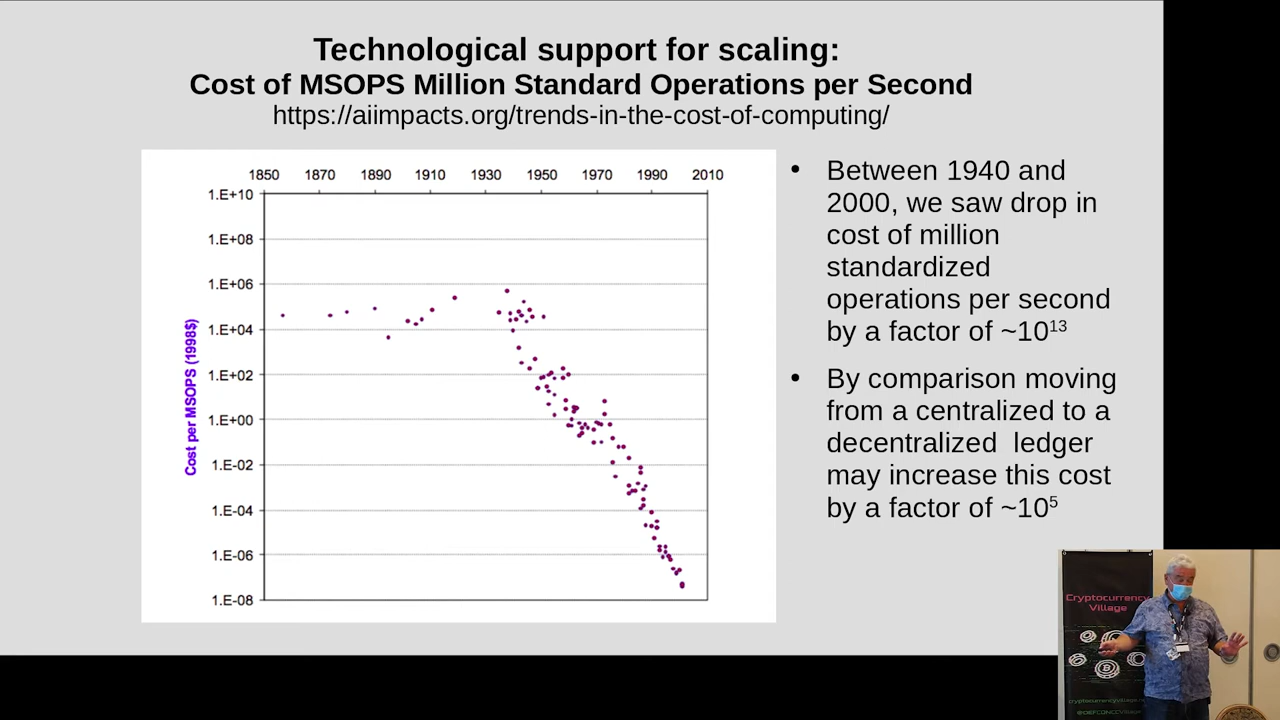 Technological support for scaling:
Cost of MSOPS Million Standard Operations per Second
https://aiimpacts.org/trends-in-the-cost-of-computing/
1850 1870 1890 1910 1930 1950 1970 1990 2010
1.E+10
1.E+08
1.E+06
1.E+04
1.E+02
1.E+00
1.E-02
1.E-04
1.E-06
1.E-08
Cost per MSOPS (1998$)
• Between 1940 and
2000, we saw drop in
cost of million
standardized
operations per second
by a factor of ~10¹³
• By comparison moving
from a centralized to a
decentralized ledger
may increase this cost
by a factor of ~10⁵
Cryptocurrency
Village